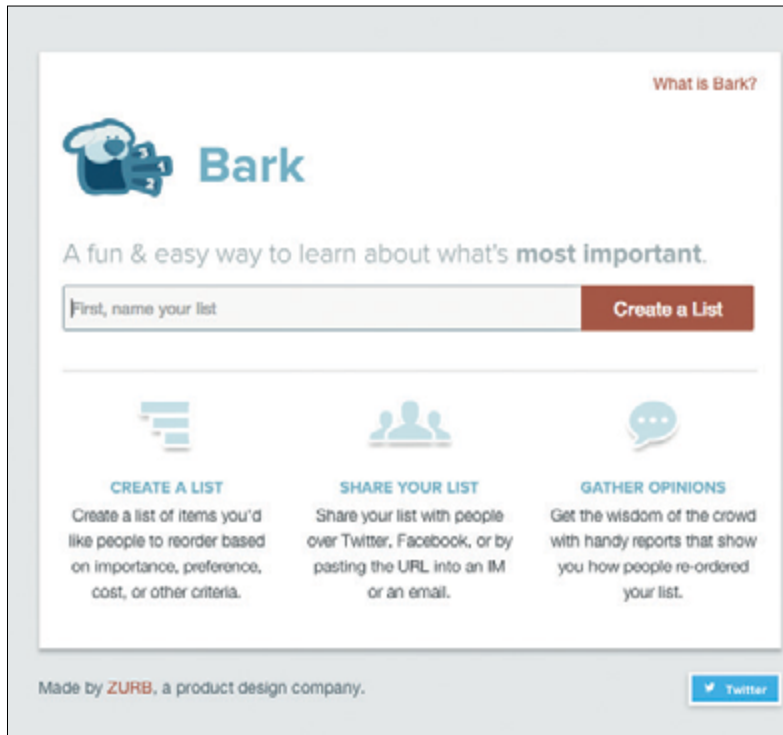 What is Bark?
3
1
2
Bark
A fun & easy way to learn about what's most important.
First, name your list
Create a List
CREATE A LIST
Create a list of items you'd
like people to reorder based
on importance, preference,
cost, or other criteria.
SHARE YOUR LIST
Share your list with people
over Twitter, Facebook, or by
pasting the URL into an IM
or an email.
GATHER OPINIONS
Get the wisdom of the crowd
with handy reports that show
you how people re-ordered
your list.
Made by ZURB, a product design company.
Twitter